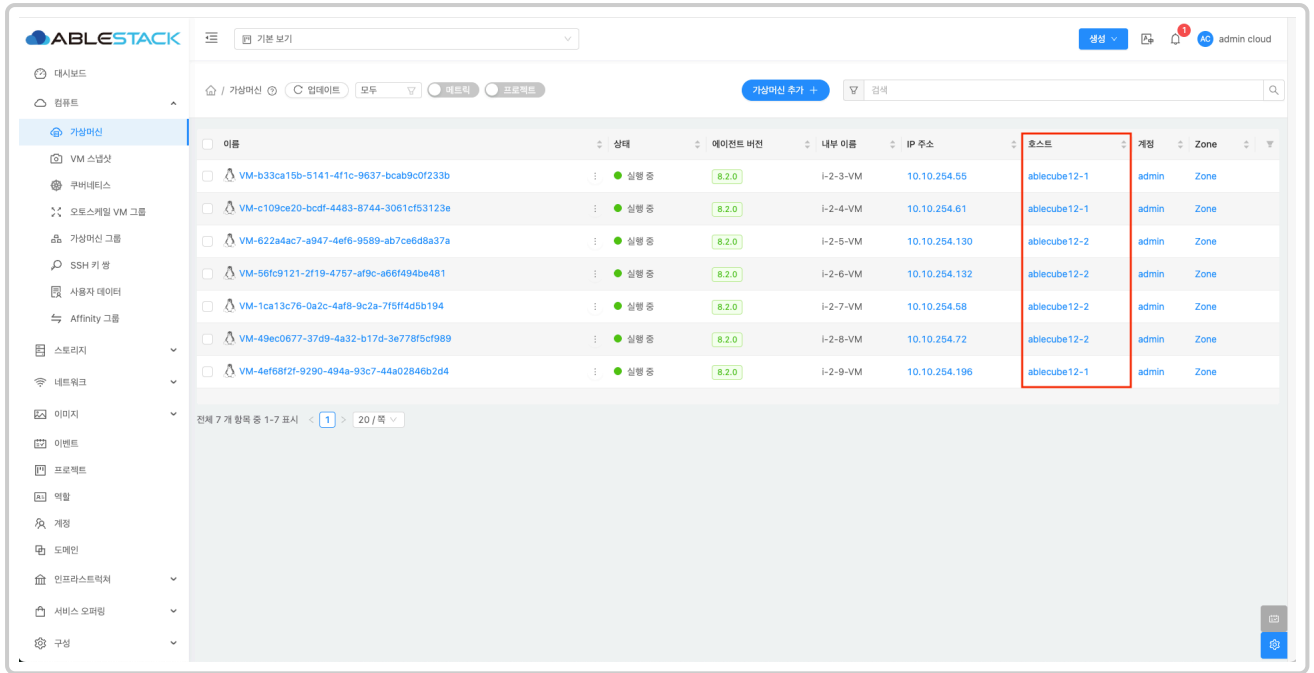 ABLESTACK
기본 보기
생성
1
AC admin cloud
대시보드
컴퓨트
가상머신
VM 스냅샷
쿠버네티스
오토스케일 VM 그룹
가상머신 그룹
SSH 키 쌍
사용자 데이터
Affinity 그룹
스토리지
네트워크
이미지
이벤트
프로젝트
역할
계정
도메인
인프라스트럭쳐
서비스 오퍼링
구성
/ 가상머신 업데이트 모두 메트릭 프로젝트 가상머신 추가 + 검색
이름 상태 에이전트 버전 내부 이름 IP 주소 호스트 계정 Zone
VM-b33ca15b-5141-4f1c-9637-bcab9c0f233b 실행 중 8.2.0 i-2-3-VM 10.10.254.55 ablecube12-1 admin Zone
VM-c109ce20-bcdf-4483-8744-3061cf53123e 실행 중 8.2.0 i-2-4-VM 10.10.254.61 ablecube12-1 admin Zone
VM-622a4ac7-a947-4ef6-9589-ab7ce6d8a37a 실행 중 8.2.0 i-2-5-VM 10.10.254.130 ablecube12-2 admin Zone
VM-56fc9121-2f19-4757-af9c-a66f494be481 실행 중 8.2.0 i-2-6-VM 10.10.254.132 ablecube12-2 admin Zone
VM-1ca13c76-0a2c-4af8-9c2a-7f5ff4d5b194 실행 중 8.2.0 i-2-7-VM 10.10.254.58 ablecube12-2 admin Zone
VM-49ec0677-37d9-4a32-b17d-3e778f5cf989 실행 중 8.2.0 i-2-8-VM 10.10.254.72 ablecube12-2 admin Zone
VM-4ef68f2f-9290-494a-93c7-44a02846b2d4 실행 중 8.2.0 i-2-9-VM 10.10.254.196 ablecube12-1 admin Zone
전체 7 개 항목 중 1-7 표시 < 1 > 20 / 쪽